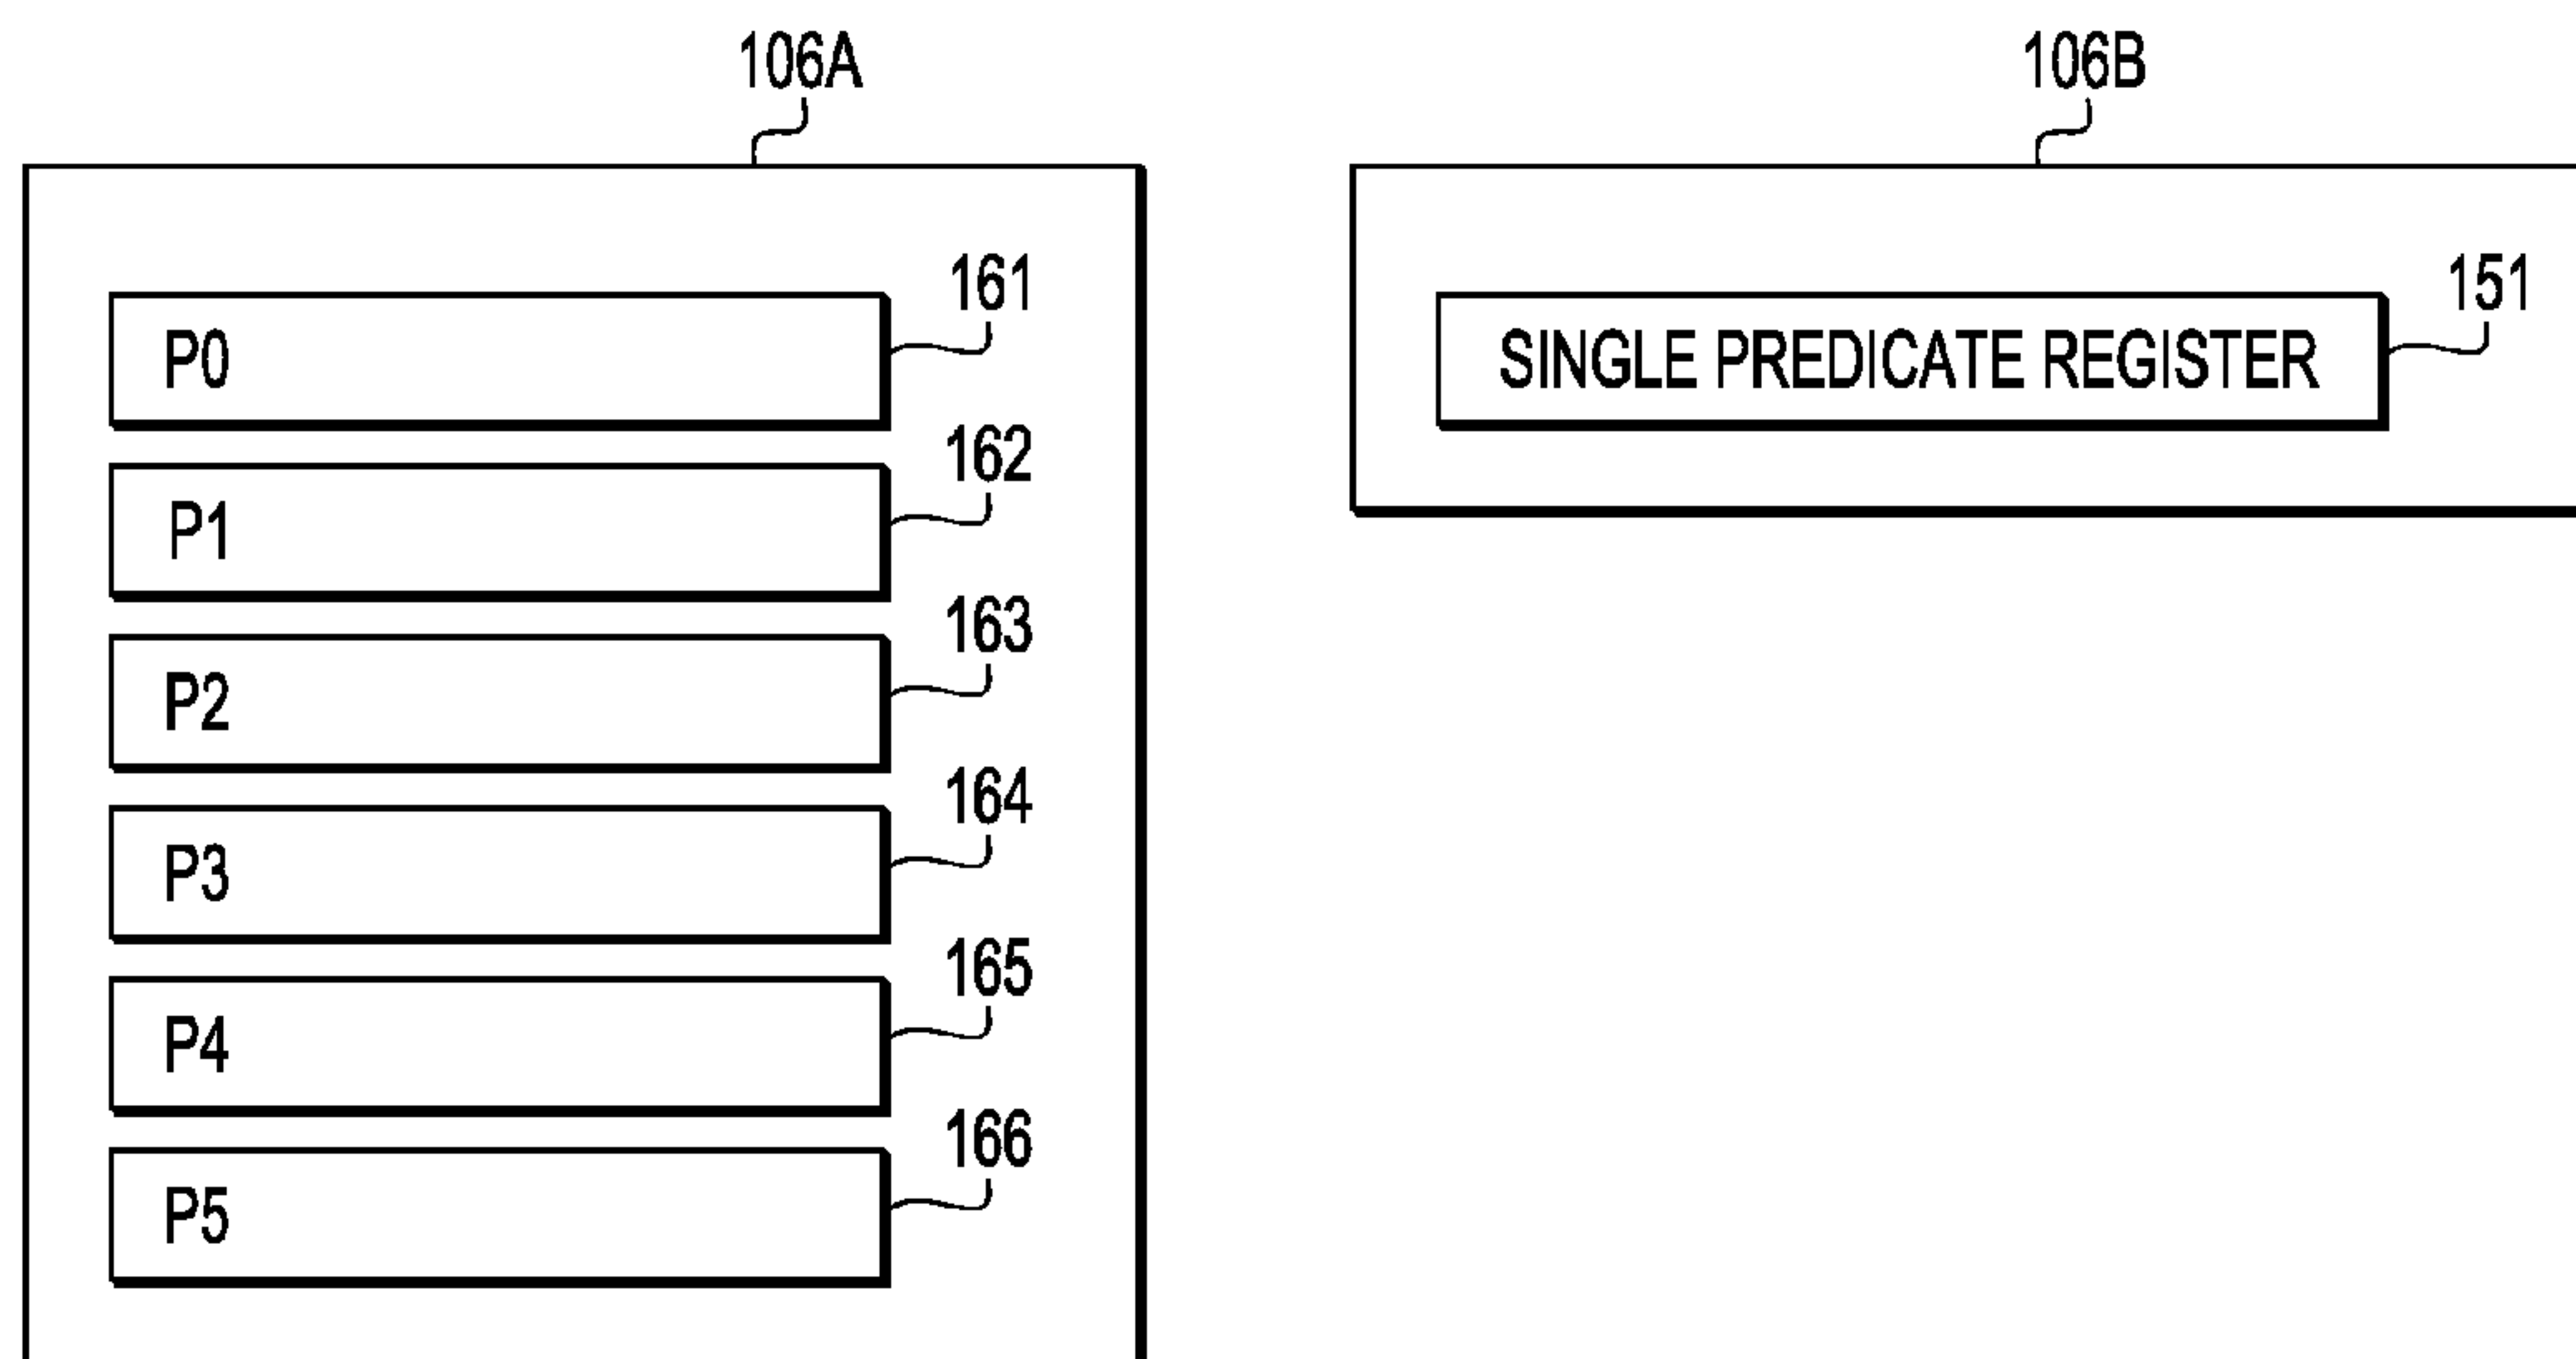 106A
106B
161
P0
151
SINGLE PREDICATE REGISTER
162
P1
163
P2
164
P3
165
P4
166
P5